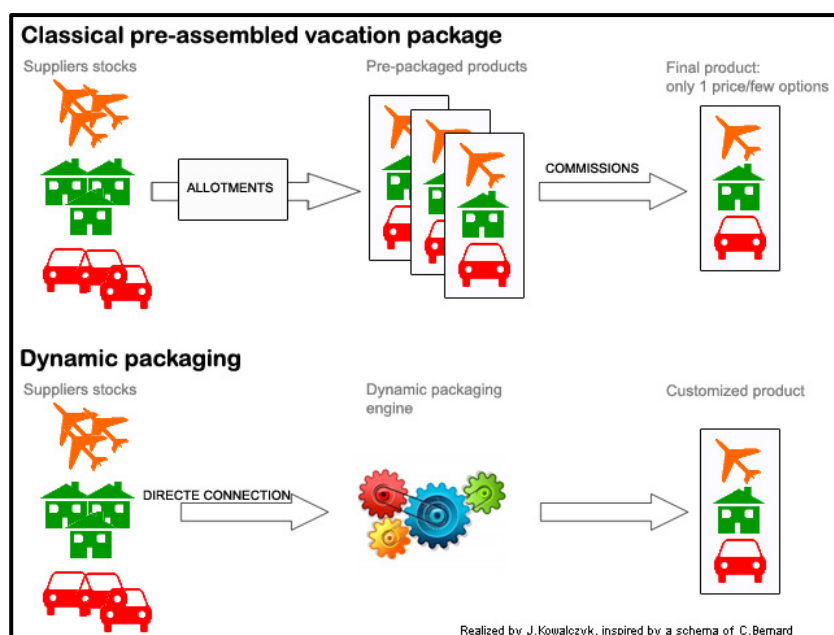 Classical pre-assembled vacation package
Suppliers stocks
Pre-packaged products
Final product:
only 1 price/few options
ALLOTMENTS
COMMISSIONS
Dynamic packaging
Suppliers stocks
Dynamic packaging
engine
Customized product
DIRECTE CONNECTION
Realized by J.Kowalczyk, inspired by a schema of C.Bernard